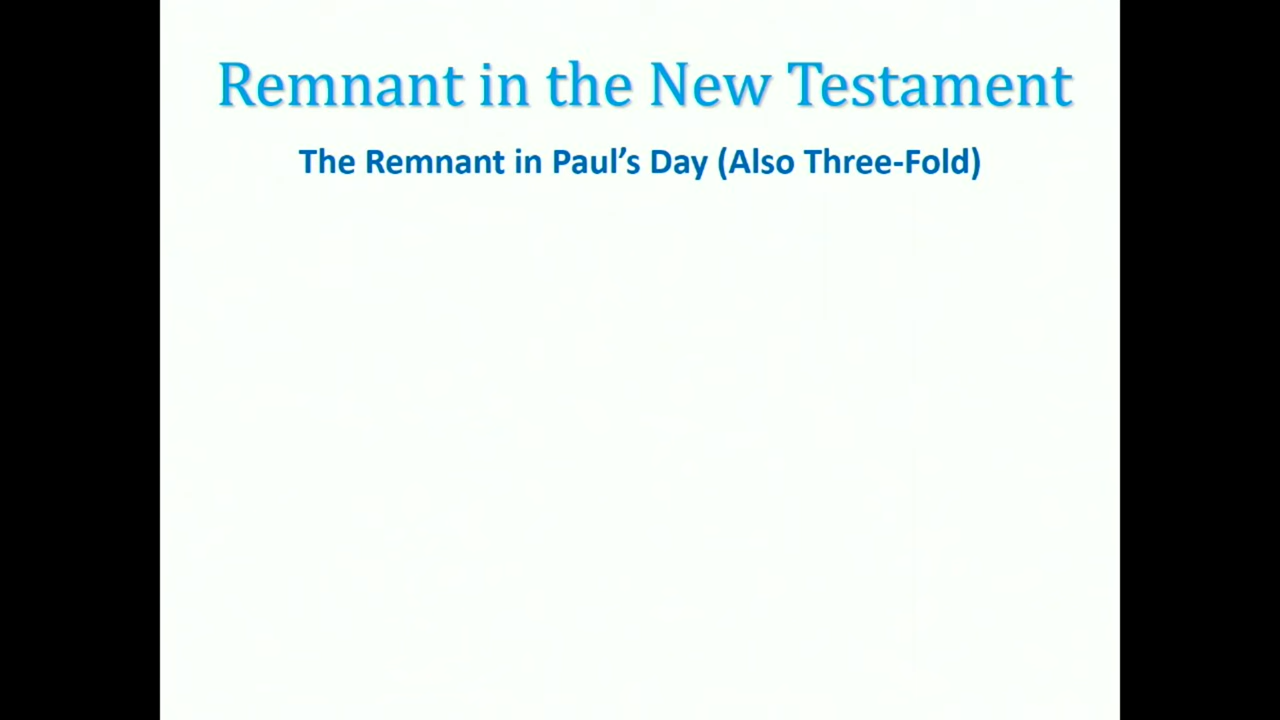 Remnant in the New Testament
The Remnant in Paul’s Day (Also Three-Fold)